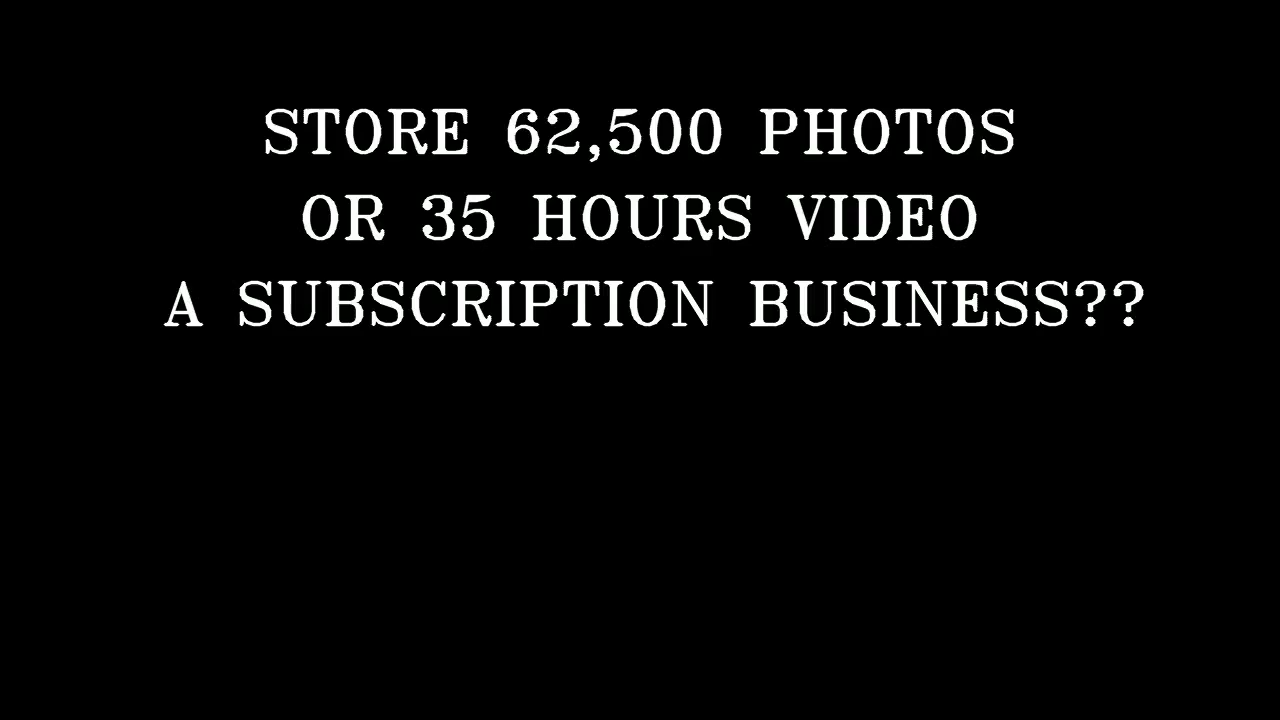 STORE 62,500 PHOTOS
OR 35 HOURS VIDEO
A SUBSCRIPTION BUSINESS??